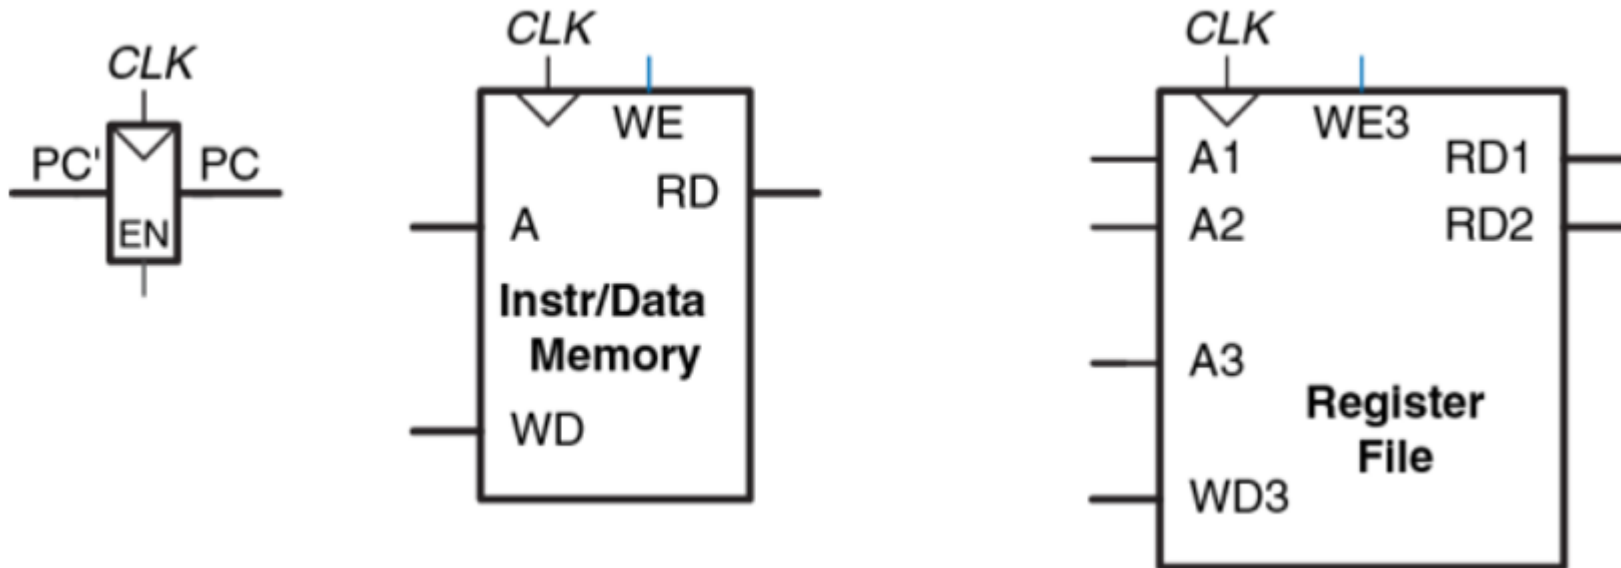 CLK
PC'
PC
EN
CLK
WE
RD
A
Instr/Data
Memory
WD
CLK
WE3
A1
RD1
A2
RD2
A3
Register
File
WD3